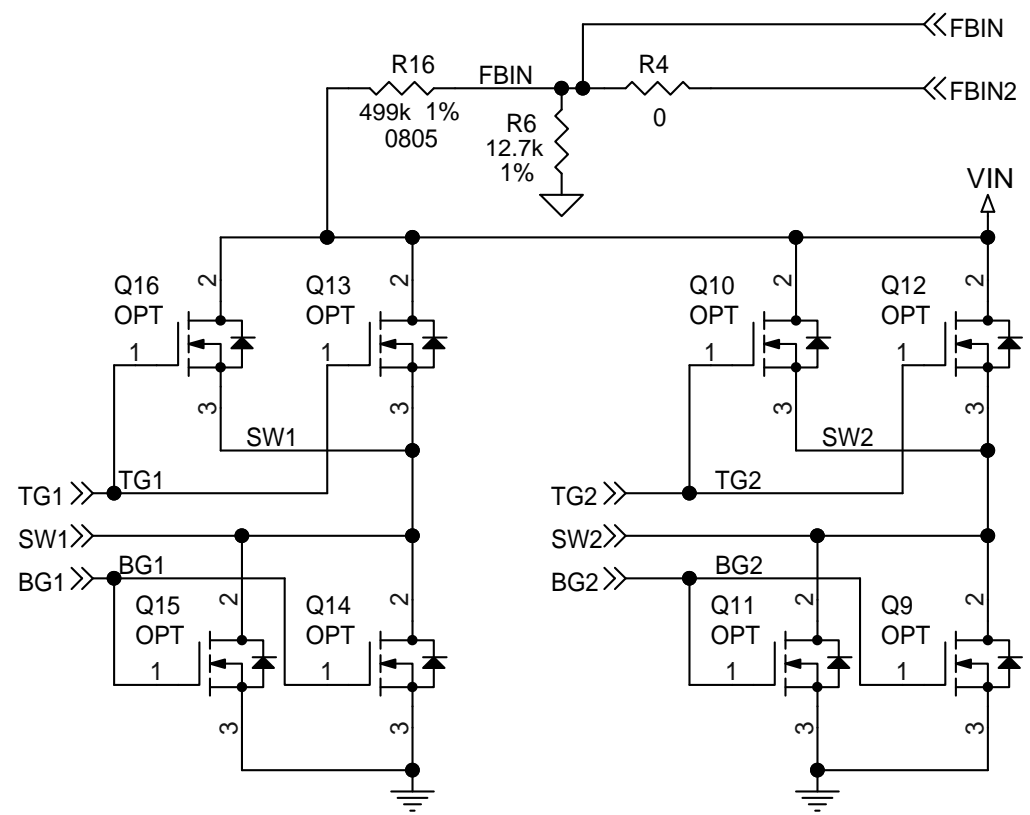 FBIN
R16
FBIN
R4
FBIN2
499k 1%
0805
R6
12.7k
1%
0
VIN
Q16
OPT
2
1
3
Q13
OPT
2
1
3
Q10
OPT
2
1
3
Q12
OPT
2
1
3
SW1
SW2
TG1
TG1
TG2
TG2
SW1
SW2
BG1
BG1
BG2
BG2
Q15
OPT
2
1
3
Q14
OPT
2
1
3
Q11
OPT
2
1
3
Q9
OPT
2
1
3